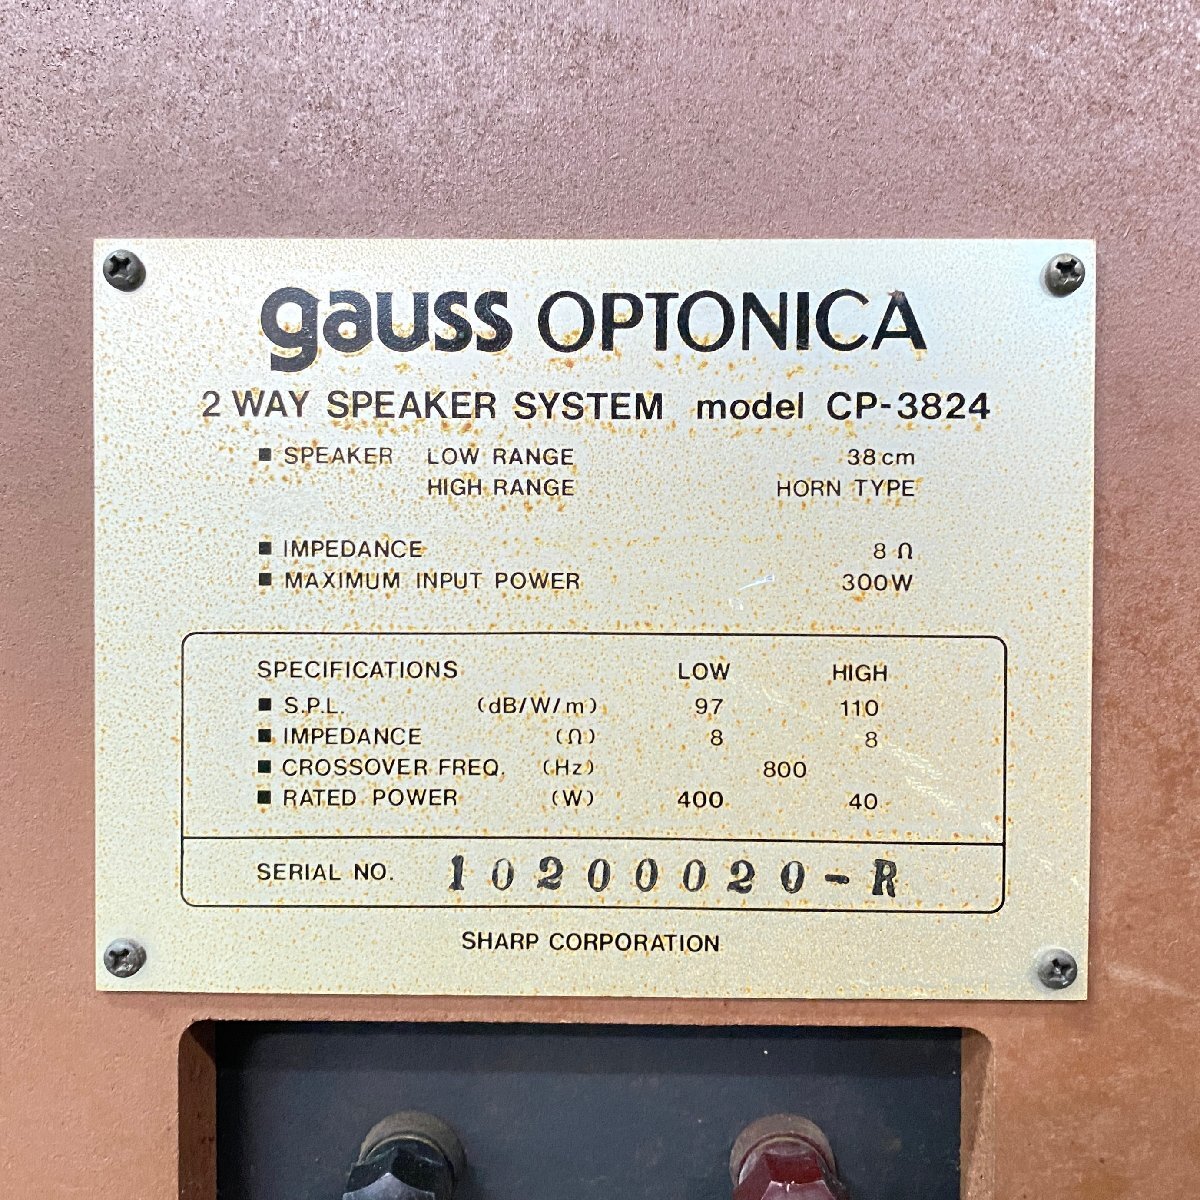 gauss OPTONICA
2 WAY SPEAKER SYSTEM model CP-3824
■ SPEAKER LOW RANGE 38cm
HIGH RANGE HORN TYPE
■ IMPEDANCE 8 Ω
■ MAXIMUM INPUT POWER 300W
SPECIFICATIONS LOW HIGH
■ S.P.L. (dB/W/m) 97 110
■ IMPEDANCE (Ω) 8 8
■ CROSSOVER FREQ. (Hz) 800
■ RATED POWER (W) 400 40
SERIAL NO. 10200020-R
SHARP CORPORATION